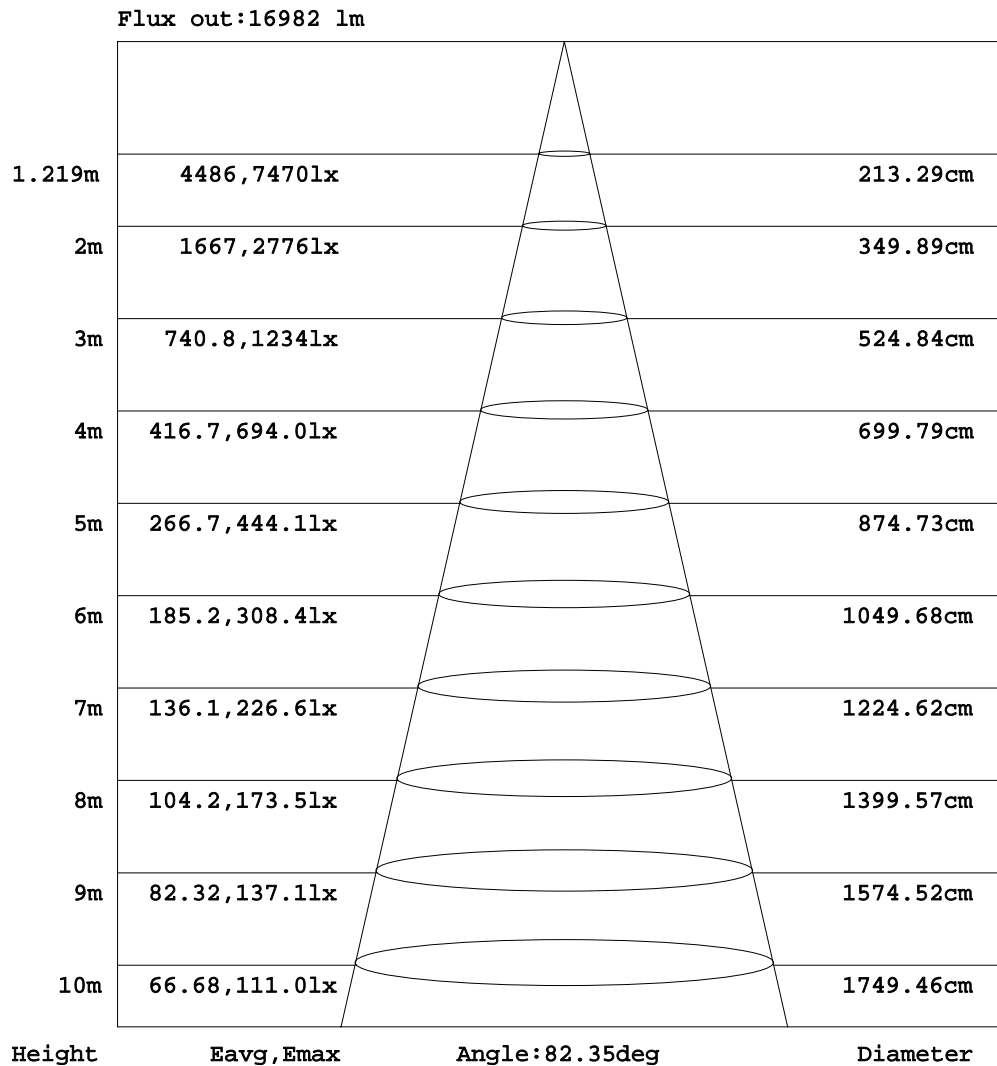 Flux out:16982 lm
1.219m 4486,7470lx 213.29cm
2m 1667,2776lx 349.89cm
3m 740.8,1234lx 524.84cm
4m 416.7,694.0lx 699.79cm
5m 266.7,444.1lx 874.73cm
6m 185.2,308.4lx 1049.68cm
7m 136.1,226.6lx 1224.62cm
8m 104.2,173.5lx 1399.57cm
9m 82.32,137.1lx 1574.52cm
10m 66.68,111.0lx 1749.46cm
Height Eavg,Emax Angle:82.35deg Diameter